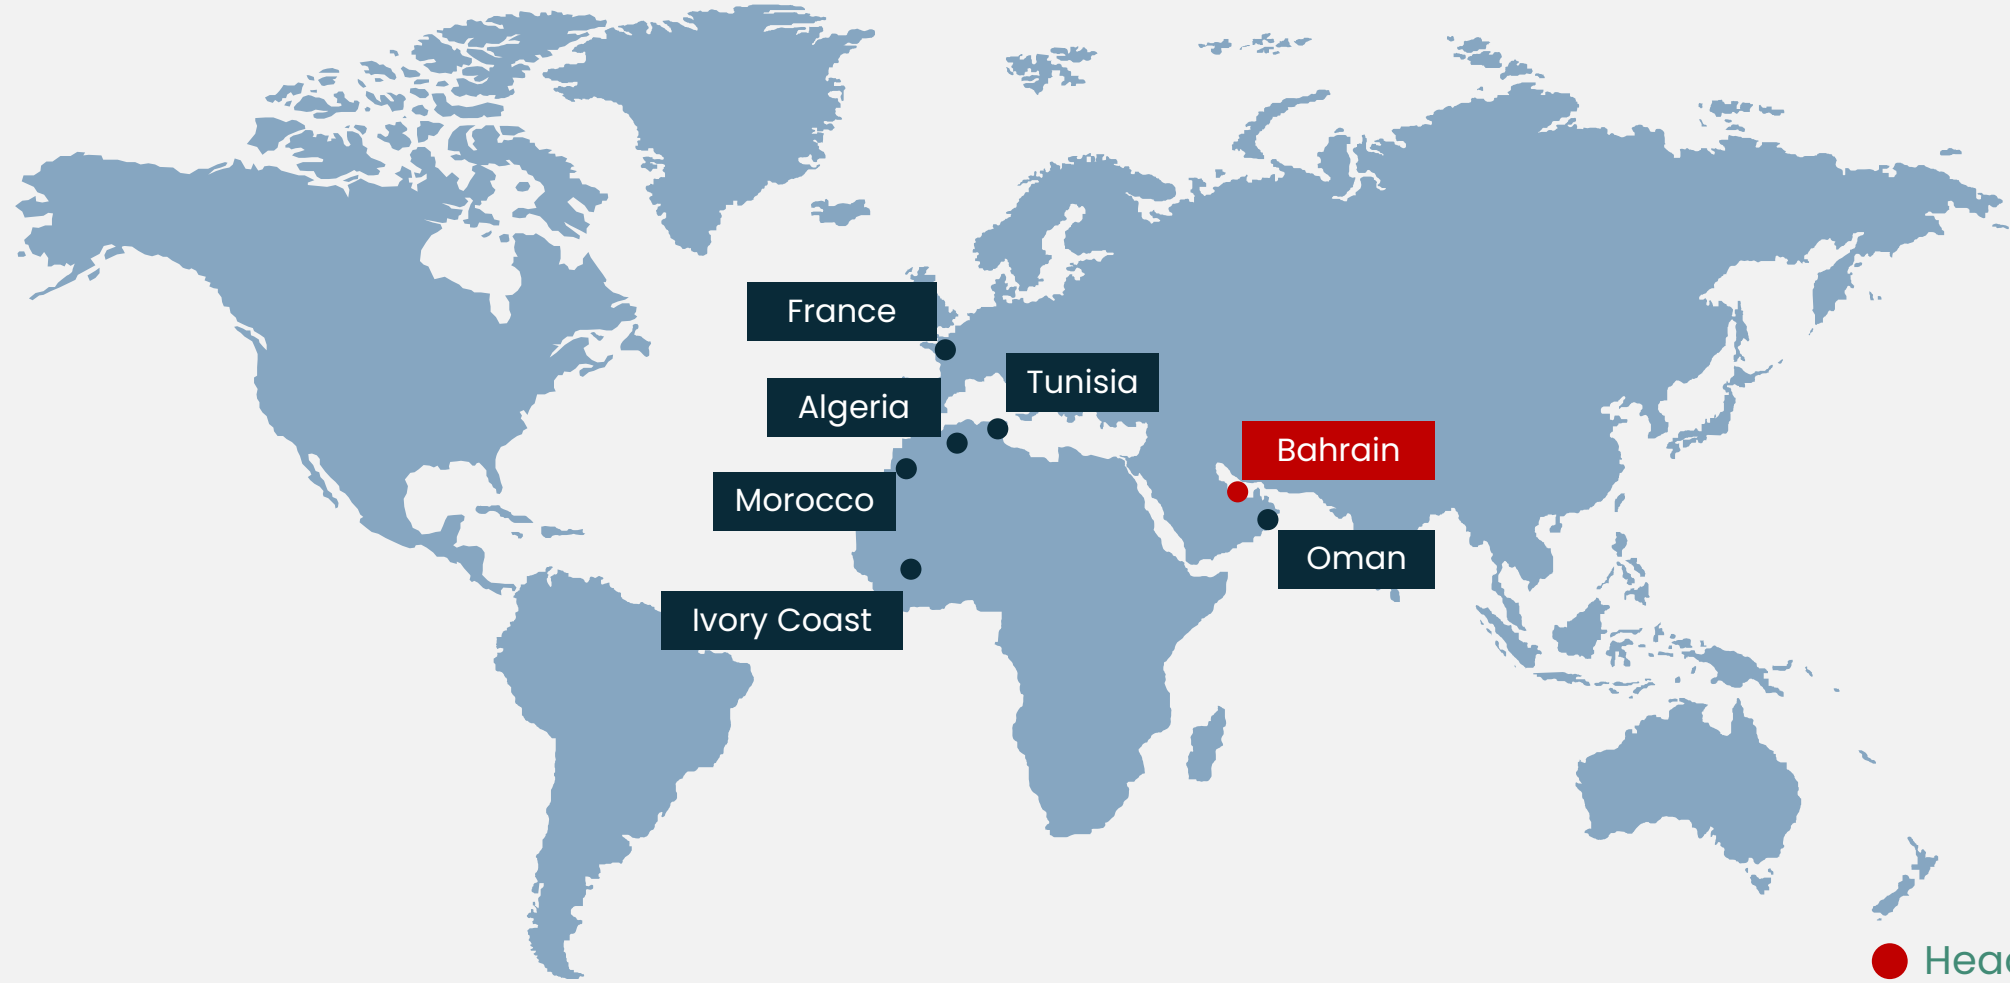 France
Tunisia
Algeria
Bahrain
Morocco
Oman
Ivory Coast